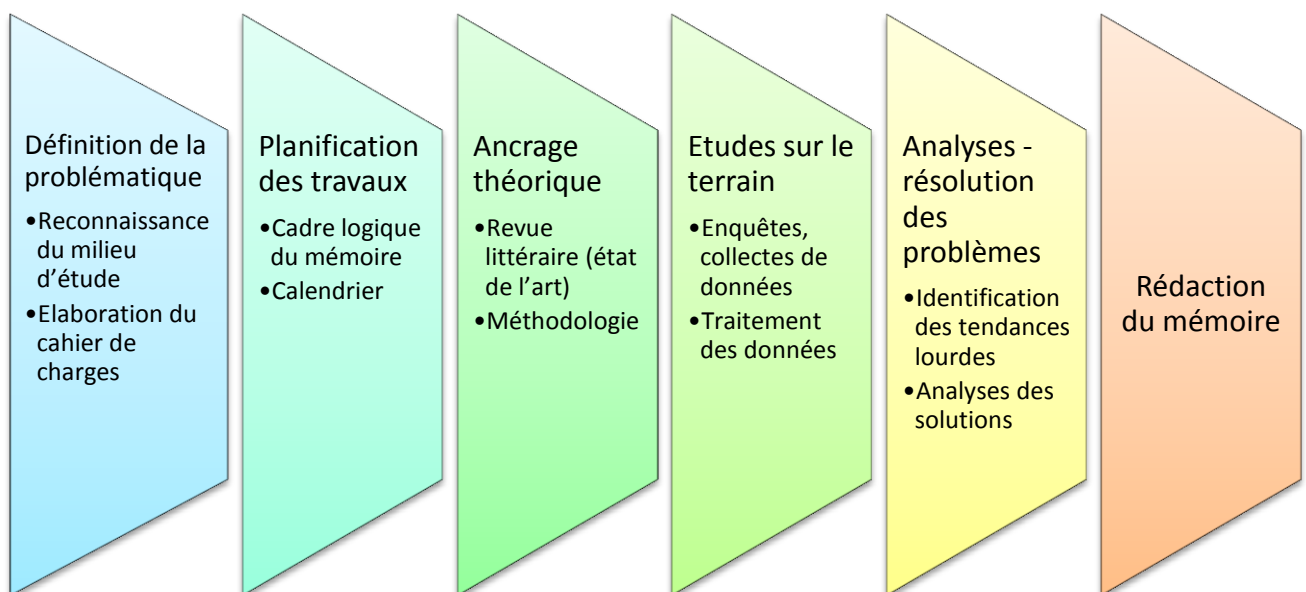 Définition de la
problématique
•Reconnaissance
du milieu
d’étude
•Elaboration du
cahier de
charges
Planification
des travaux
•Cadre logique
du mémoire
•Calendrier
Ancrage
théorique
•Revue
littéraire (état
de l’art)
•Méthodologie
Etudes sur le
terrain
•Enquêtes,
collectes de
données
•Traitement
des données
Analyses -
résolution
des
problèmes
•Identification
des tendances
lourdes
•Analyses des
solutions
Rédaction
du mémoire